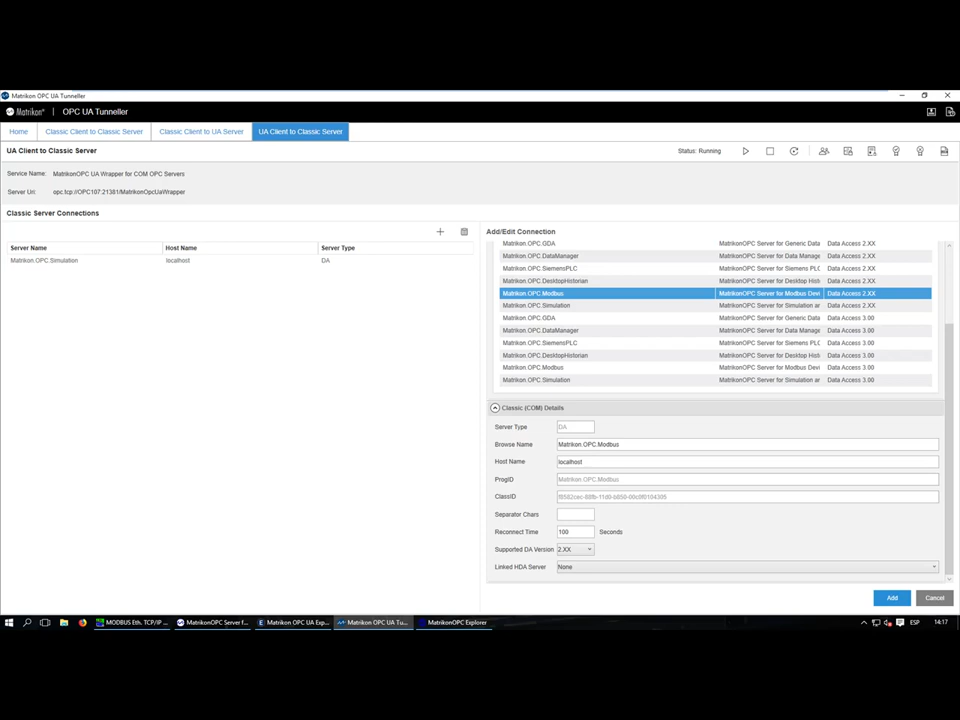 Matrikon OPC UA Tunneller
Matrikon® | OPC UA Tunneller
Home Classic Client to Classic Server Classic Client to UA Server UA Client to Classic Server
UA Client to Classic Server Status: Running
Service Name: MatrikonOPC UA Wrapper for COM OPC Servers
Server Uri: opc.tcp://OPC107:21381/MatrikonOpcUaWrapper
Classic Server Connections
Add/Edit Connection
Server Name Host Name Server Type
Matrikon.OPC.Simulation localhost DA
Matrikon.OPC.GDA MatrikonOPC Server for Generic Data Data Access 2.XX
Matrikon.OPC.DataManager MatrikonOPC Server for Data Manage Data Access 2.XX
Matrikon.OPC.SiemensPLC MatrikonOPC Server for Siemens PLC Data Access 2.XX
Matrikon.OPC.DesktopHistorian MatrikonOPC Server for Desktop Hist Data Access 2.XX
Matrikon.OPC.Modbus MatrikonOPC Server for Modbus Devi Data Access 2.XX
Matrikon.OPC.Simulation MatrikonOPC Server for Simulation ar Data Access 2.XX
Matrikon.OPC.GDA MatrikonOPC Server for Generic Data Data Access 3.00
Matrikon.OPC.DataManager MatrikonOPC Server for Data Manage Data Access 3.00
Matrikon.OPC.SiemensPLC MatrikonOPC Server for Siemens PLC Data Access 3.00
Matrikon.OPC.DesktopHistorian MatrikonOPC Server for Desktop Hist Data Access 3.00
Matrikon.OPC.Modbus MatrikonOPC Server for Modbus Devi Data Access 3.00
Matrikon.OPC.Simulation MatrikonOPC Server for Simulation ar Data Access 3.00
Classic (COM) Details
Server Type DA
Browse Name Matrikon.OPC.Modbus
Host Name localhost
ProgID Matrikon.OPC.Modbus
ClassID f8582cec-88fb-11d0-b850-00c0f0104305
Separator Chars
Reconnect Time 100 Seconds
Supported DA Version 2.XX
Linked HDA Server None
Add Cancel
MODBUS Eth. TCP/IP ... MatrikonOPC Server f... Matrikon OPC UA Exp... Matrikon OPC UA Tu... MatrikonOPC Explorer ESP 14:17